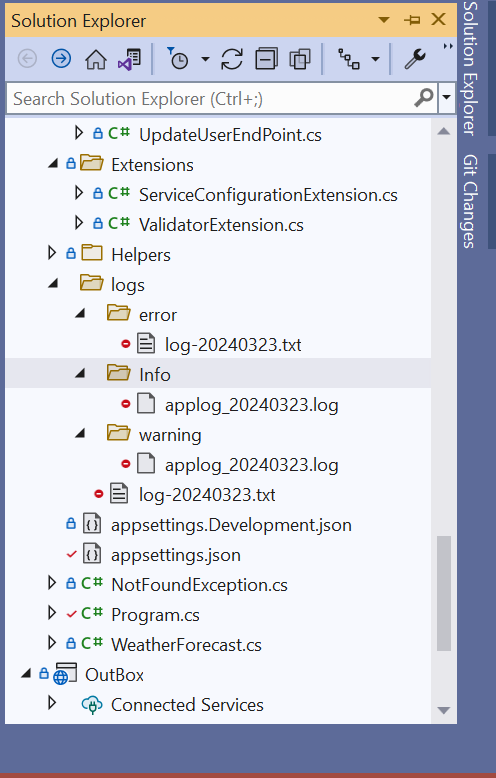 Solution Explorer
Search Solution Explorer (Ctrl+;)
C# UpdateUserEndPoint.cs
Extensions
C# ServiceConfigurationExtension.cs
C# ValidatorExtension.cs
Helpers
logs
error
log-20240323.txt
Info
applog_20240323.log
warning
applog_20240323.log
log-20240323.txt
appsettings.Development.json
appsettings.json
C# NotFoundException.cs
C# Program.cs
C# WeatherForecast.cs
OutBox
Connected Services
Solution Explorer
Git Changes